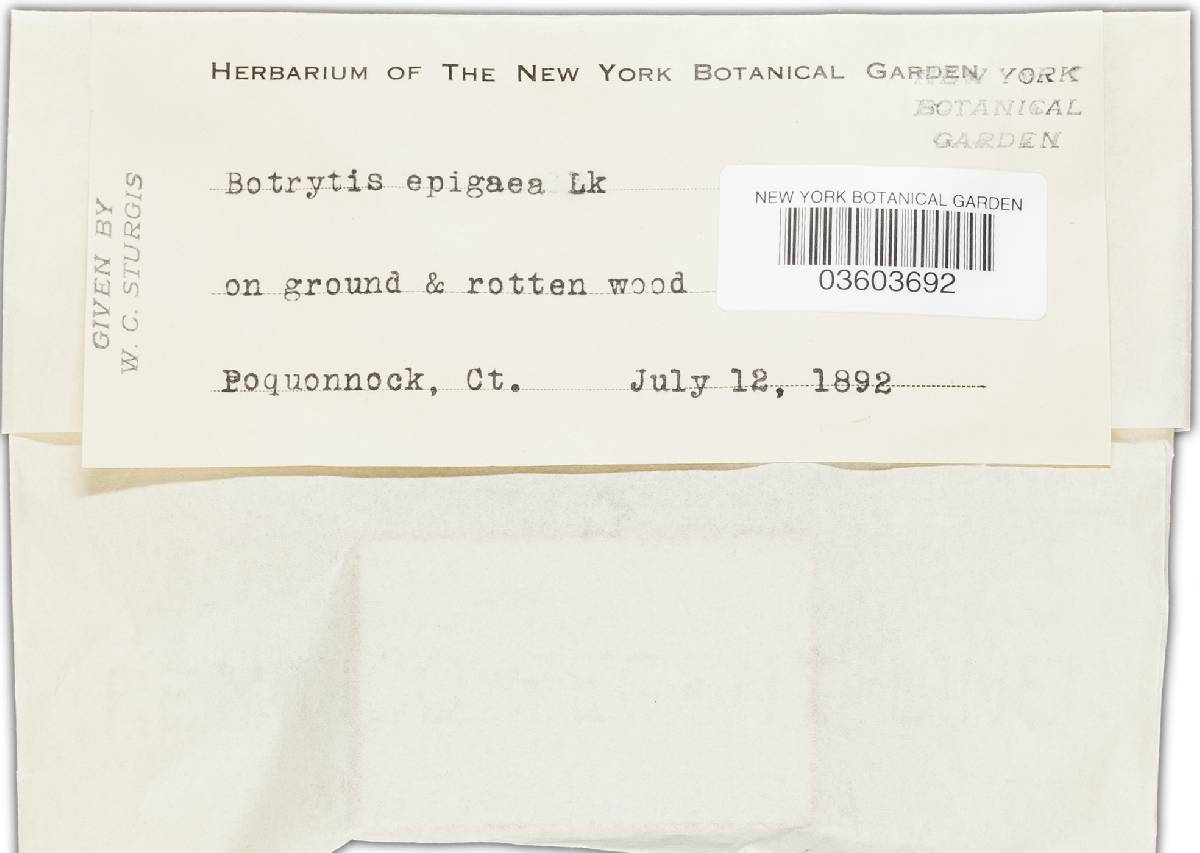 HERBARIUM OF THE NEW YORK BOTANICAL GARDEN
NEW YORK
BOTANICAL
GARDEN
GIVEN BY
W. C. STURGIS
Botrytis epigaea Lk
on ground & rotten wood
Poquonnock, Ct. July 12, 1892
NEW YORK BOTANICAL GARDEN
03603692